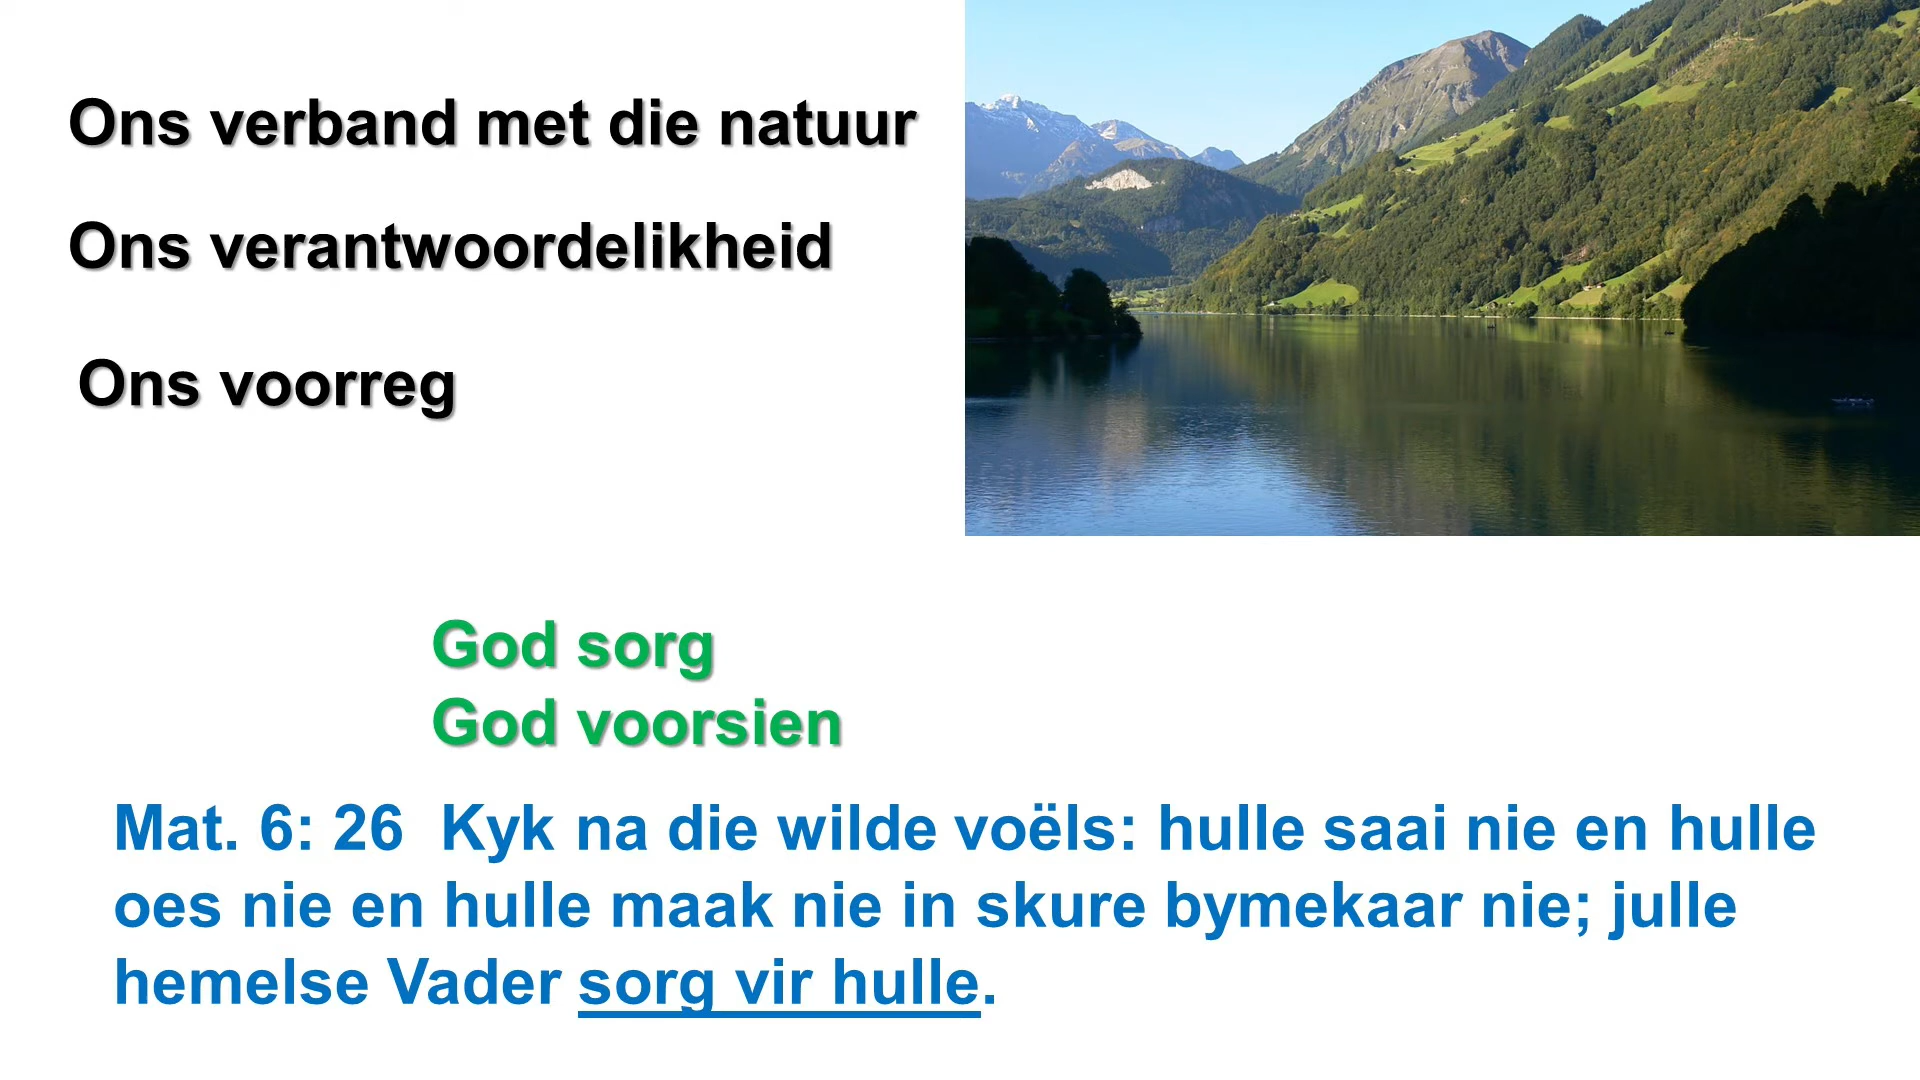 Ons verband met die natuur
Ons verantwoordelikheid
Ons voorreg
God sorg
God voorsien
Mat. 6: 26  Kyk na die wilde voëls: hulle saai nie en hulle
oes nie en hulle maak nie in skure bymekaar nie; julle
hemelse Vader sorg vir hulle.